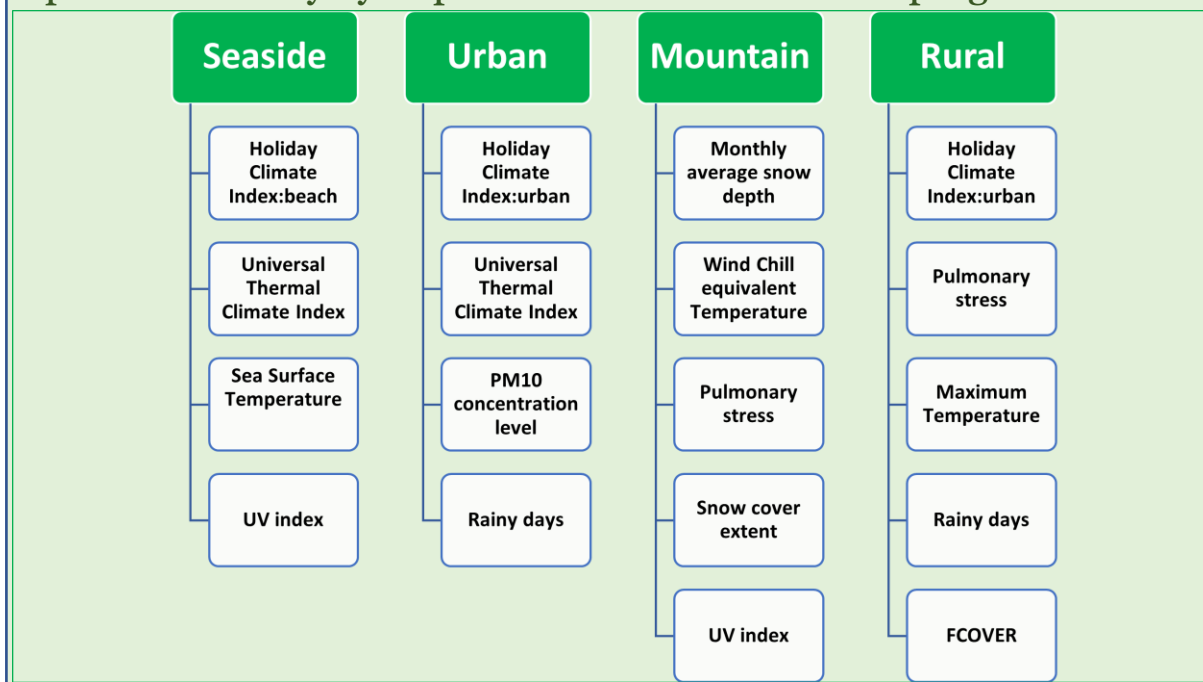 Seaside
Holiday
Climate
Index:beach
Universal
Thermal
Climate Index
Sea Surface
Temperature
UV index
Urban
Holiday
Climate
Index:urban
Universal
Thermal
Climate Index
PM10
concentration
level
Rainy days
Mountain
Monthly
average snow
depth
Wind Chill
equivalent
Temperature
Pulmonary
stress
Snow cover
extent
UV index
Rural
Holiday
Climate
Index:urban
Pulmonary
stress
Maximum
Temperature
Rainy days
FCOVER